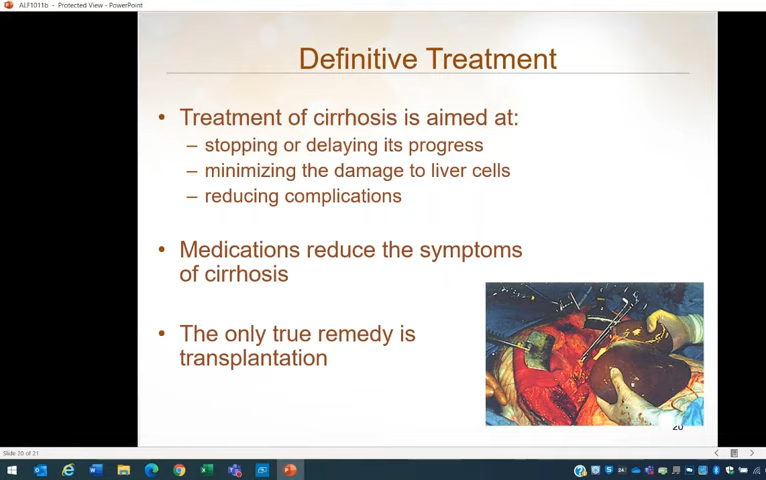 ALF1011b - Protected View - PowerPoint
Definitive Treatment
• Treatment of cirrhosis is aimed at:
– stopping or delaying its progress
– minimizing the damage to liver cells
– reducing complications
• Medications reduce the symptoms
of cirrhosis
• The only true remedy is
transplantation
20
Slide 20 of 21